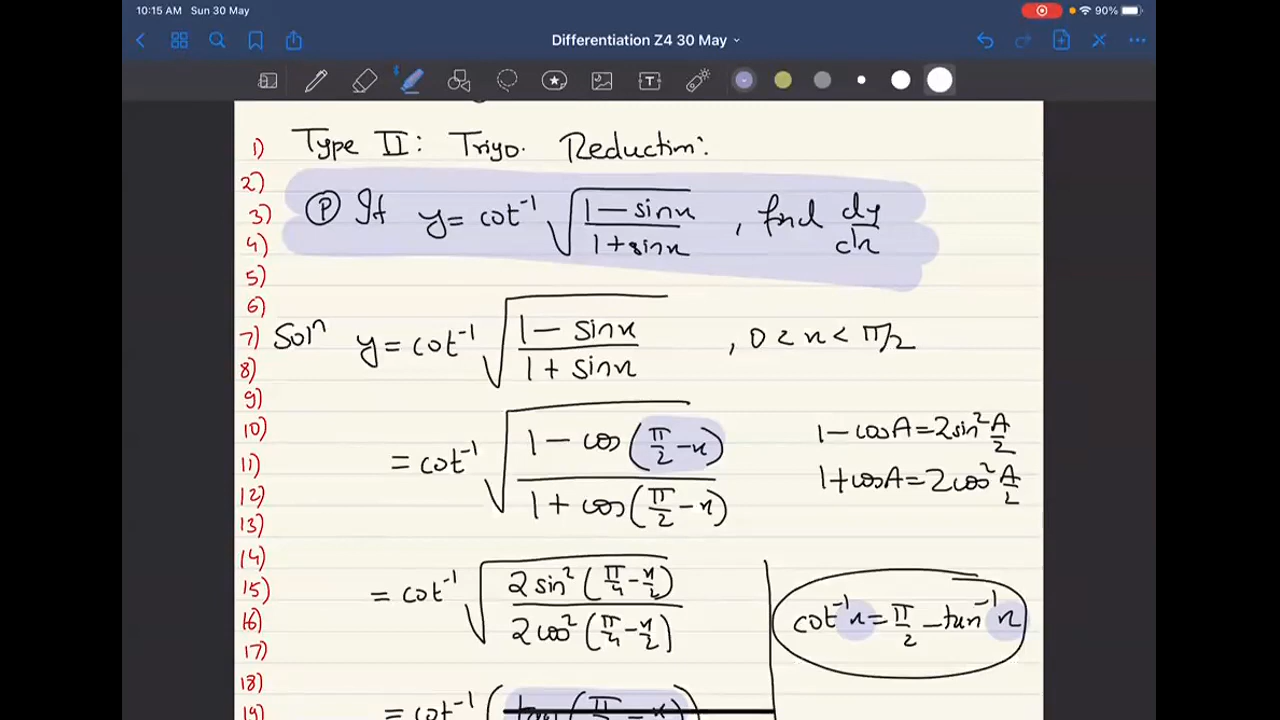 10:15 AM Sun 30 May 90%
Differentiation Z4 30 May
1) Type II: Trigo. Reduction:
2)
3) Ⓟ If y = cot⁻¹ √((1 − sinx)/(1 + sinx)), find dy/dx
4)
5)
6)
7) Solⁿ y = cot⁻¹ √((1 − sinx)/(1 + sinx)), 0 < x < π/2
8)
9)
10) 1 − cosA = 2sin² A/2
11) = cot⁻¹ √((1 − cos(π/2 − x))/(1 + cos(π/2 − x)))
12) 1 + cosA = 2cos² A/2
13)
14)
15) = cot⁻¹ √((2sin²(π/4 − x/2))/(2cos²(π/4 − x/2)))
16) cot⁻¹x = π/2 − tan⁻¹x
17)
18)
19) = cot⁻¹ (